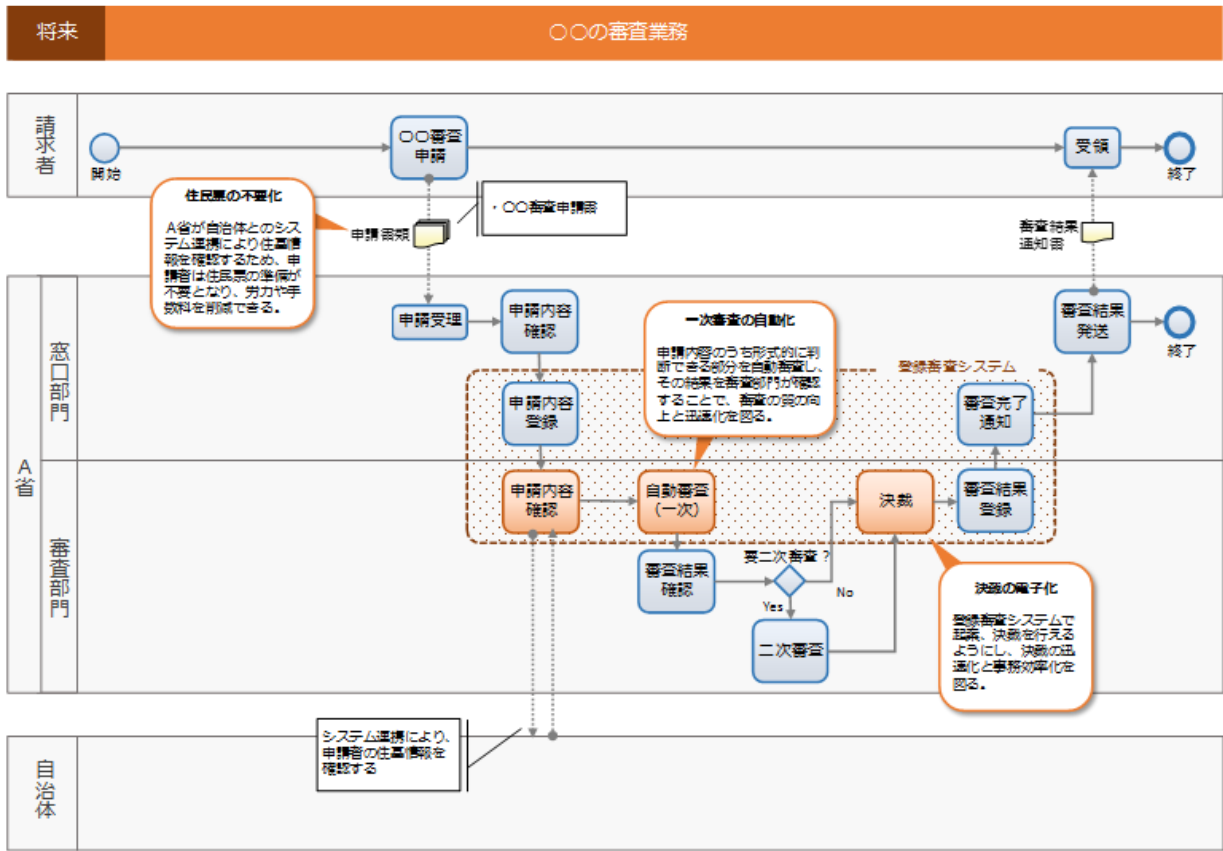 将来
〇〇の審査業務
請求者
開始
〇〇審査
申請
受領
終了
住民票の不要化
A省が自治体とのシス
テム連携により住基情
報を確認するため、申
請者は住民票の準備が
不要となり、労力や手
数料を削減できる。
申請書類
・〇〇審査申請書
審査結果
通知書
A省
窓口部門
申請受理
申請内容
確認
一次審査の自動化
申請内容のうち形式的に判
断できる部分を自動審査し、
その結果を審査部門が確認
することで、審査の質の向
上と迅速化を図る。
審査結果
発送
終了
登録審査システム
申請内容
登録
審査完了
通知
審査部門
申請内容
確認
自動審査
(一次)
決裁
審査結果
登録
審査結果
確認
要二次審査？
No
Yes
二次審査
決裁の電子化
登録審査システムで
起案、決裁を行える
ようにし、決裁の迅
速化と事務効率化を
図る。
システム連携により、
申請者の住基情報を
確認する
自治体